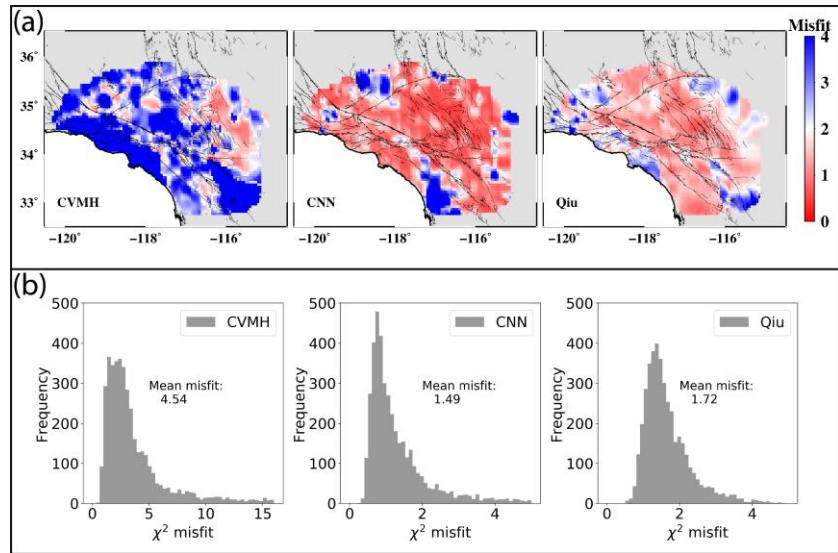 (a)
Misfit
36°
35°
34°
33°
CVMH
CNN
Qiu
4
3
2
1
0
−120° −118° −116° −120° −118° −116° −120° −118° −116°
(b)
500
400
300
200
100
0
Frequency
CVMH
Mean misfit:
4.54
0 5 10 15
χ² misfit
500
400
300
200
100
0
Frequency
CNN
Mean misfit:
1.49
0 2 4
χ² misfit
500
400
300
200
100
0
Frequency
Qiu
Mean misfit:
1.72
0 2 4
χ² misfit